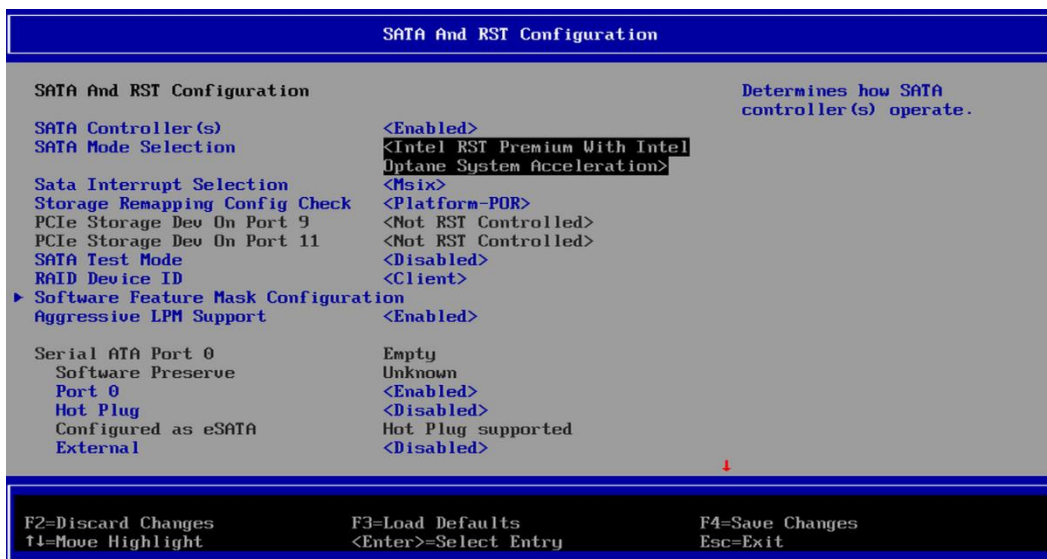 SATA And RST Configuration
SATA And RST Configuration
Determines how SATA
controller(s) operate.
SATA Controller(s) <Enabled>
SATA Mode Selection <Intel RST Premium With Intel
Optane System Acceleration>
Sata Interrupt Selection <Msix>
Storage Remapping Config Check <Platform-POR>
PCIe Storage Dev On Port 9 <Not RST Controlled>
PCIe Storage Dev On Port 11 <Not RST Controlled>
SATA Test Mode <Disabled>
RAID Device ID <Client>
▶ Software Feature Mask Configuration
Aggressive LPM Support <Enabled>
Serial ATA Port 0 Empty
Software Preserve Unknown
Port 0 <Enabled>
Hot Plug <Disabled>
Configured as eSATA Hot Plug supported
External <Disabled>
↓
F2=Discard Changes F3=Load Defaults F4=Save Changes
↑↓=Move Highlight <Enter>=Select Entry Esc=Exit